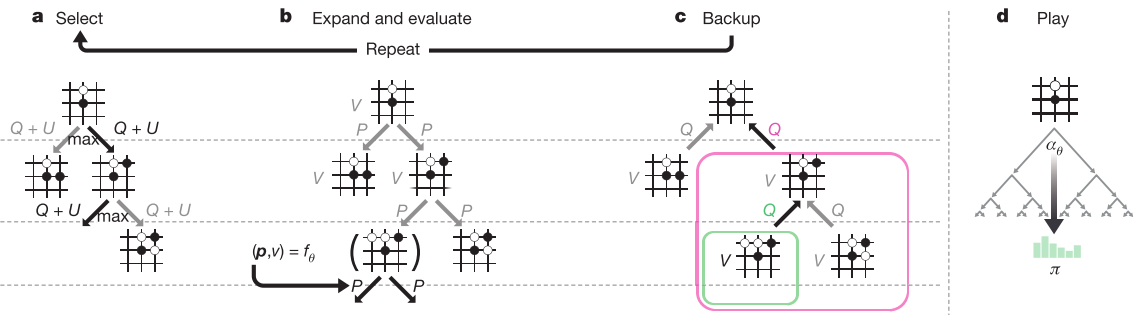 a Select
b Expand and evaluate
c Backup
d Play
Repeat
Q + U
max
Q + U
Q + U
max
Q + U
V
P
P
V
V
P
P
(p,v) = fθ
P
P
Q
Q
V
V
Q
Q
V
V
αθ
π